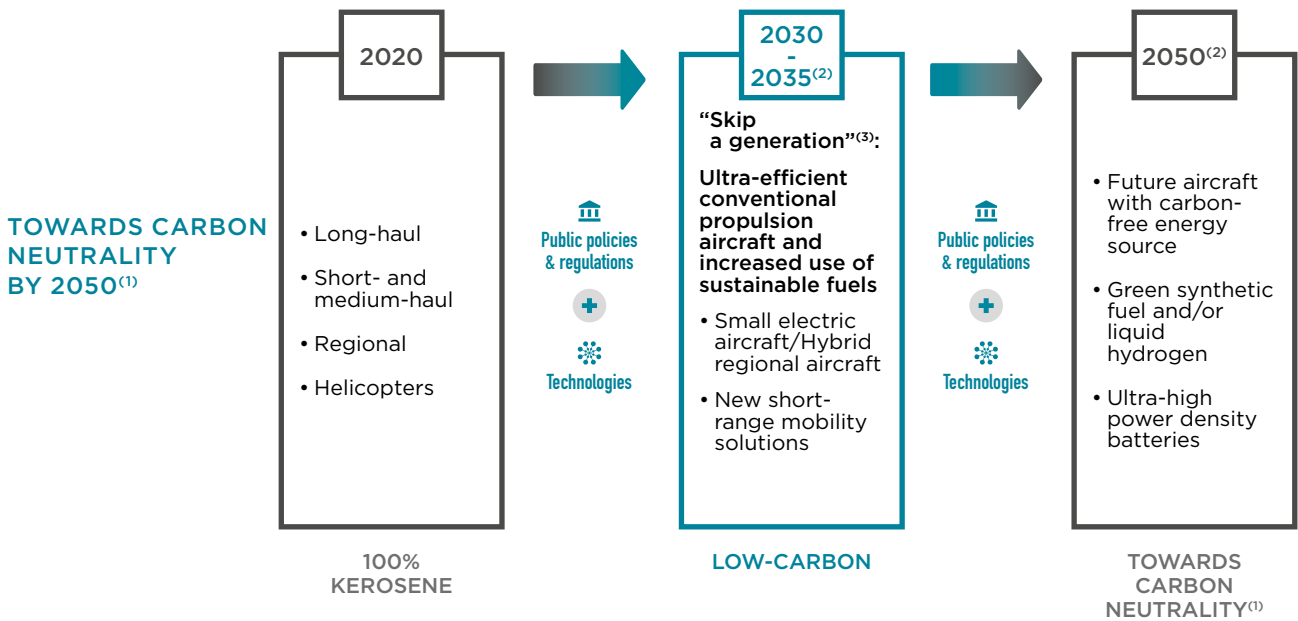 TOWARDS CARBON
NEUTRALITY
BY 2050(1)
2020
• Long-haul
• Short- and
medium-haul
• Regional
• Helicopters
100%
KEROSENE
Public policies
& regulations
+
Technologies
2030
-
2035(2)
“Skip
a generation”(3):
Ultra-efficient
conventional
propulsion
aircraft and
increased use of
sustainable fuels
• Small electric
aircraft/Hybrid
regional aircraft
• New short-
range mobility
solutions
LOW-CARBON
Public policies
& regulations
+
Technologies
2050(2)
• Future aircraft
with carbon-
free energy
source
• Green synthetic
fuel and/or
liquid
hydrogen
• Ultra-high
power density
batteries
TOWARDS
CARBON
NEUTRALITY(1)